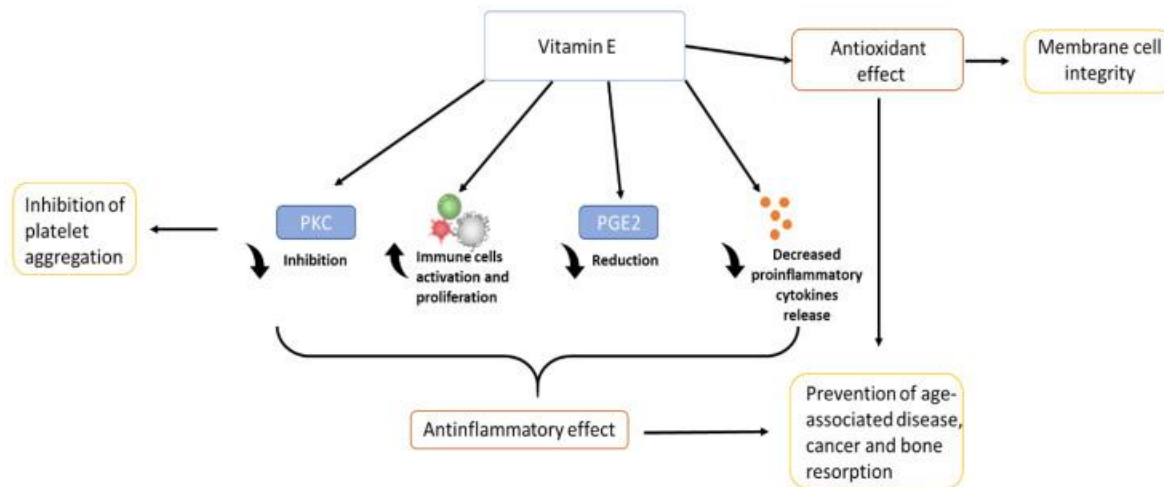 Vitamin E
Antioxidant
effect
Membrane cell
integrity
Inhibition of
platelet
aggregation
PKC
Inhibition
Immune cells
activation and
proliferation
PGE2
Reduction
Decreased
proinflammatory
cytokines
release
Antinflammatory effect
Prevention of age-
associated disease,
cancer and bone
resorption